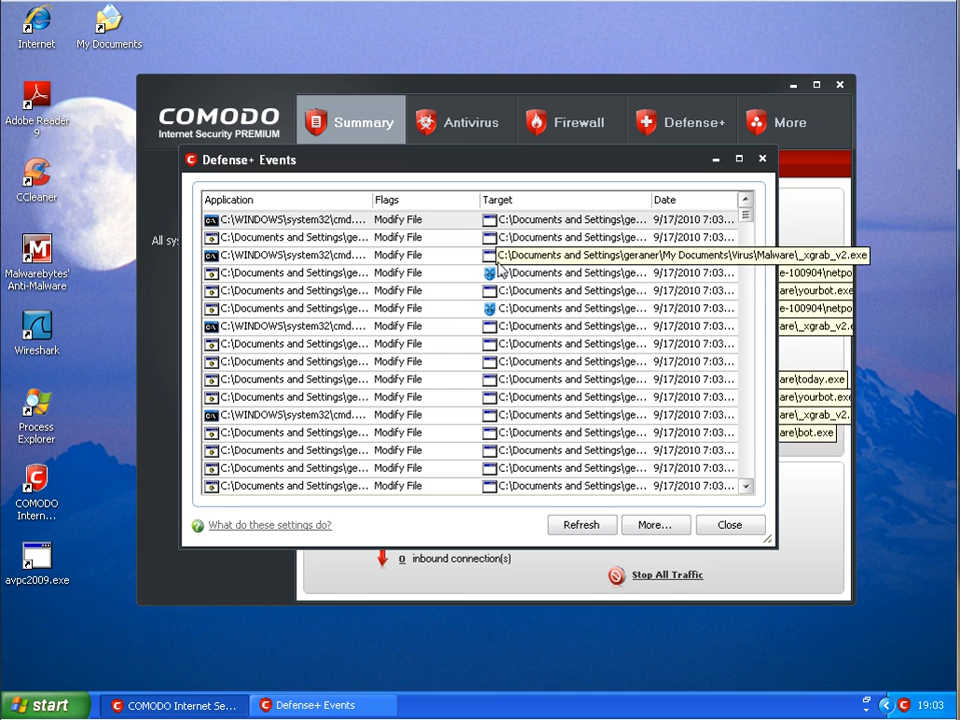 Internet
My Documents
Adobe Reader
9
CCleaner
Malwarebytes'
Anti-Malware
Wireshark
Process
Explorer
COMODO
Intern...
avpc2009.exe
COMODO
Internet Security PREMIUM
Summary
Antivirus
Firewall
Defense+
More
All sy
Defense+ Events
Application Flags Target Date
C:\WINDOWS\system32\cmd.... Modify File C:\Documents and Settings\ge... 9/17/2010 7:03...
C:\Documents and Settings\ge... Modify File C:\Documents and Settings\ge... 9/17/2010 7:03...
C:\WINDOWS\system32\cmd.... Modify File C:\Documents and Settings\geraner\My Documents\Virus\Malware\_xgrab_v2.exe
C:\Documents and Settings\ge... Modify File C:\Documents and Settings\ge... 9/17/2010 7:03... e-100904\netpo
C:\Documents and Settings\ge... Modify File C:\Documents and Settings\ge... 9/17/2010 7:03... are\yourbot.exe
C:\Documents and Settings\ge... Modify File C:\Documents and Settings\ge... 9/17/2010 7:03... e-100904\netpo
C:\WINDOWS\system32\cmd.... Modify File C:\Documents and Settings\ge... 9/17/2010 7:03... are\_xgrab_v2.e
C:\Documents and Settings\ge... Modify File C:\Documents and Settings\ge... 9/17/2010 7:03...
C:\Documents and Settings\ge... Modify File C:\Documents and Settings\ge... 9/17/2010 7:03...
C:\Documents and Settings\ge... Modify File C:\Documents and Settings\ge... 9/17/2010 7:03... are\today.exe
C:\Documents and Settings\ge... Modify File C:\Documents and Settings\ge... 9/17/2010 7:03... are\yourbot.exe
C:\WINDOWS\system32\cmd.... Modify File C:\Documents and Settings\ge... 9/17/2010 7:03... are\_xgrab_v2.
C:\Documents and Settings\ge... Modify File C:\Documents and Settings\ge... 9/17/2010 7:03... are\bot.exe
C:\Documents and Settings\ge... Modify File C:\Documents and Settings\ge... 9/17/2010 7:03...
C:\Documents and Settings\ge... Modify File C:\Documents and Settings\ge... 9/17/2010 7:03...
C:\Documents and Settings\ge... Modify File C:\Documents and Settings\ge... 9/17/2010 7:03...
What do these settings do?
Refresh
More...
Close
0 inbound connection(s)
Stop All Traffic
start
COMODO Internet Se...
Defense+ Events
19:03